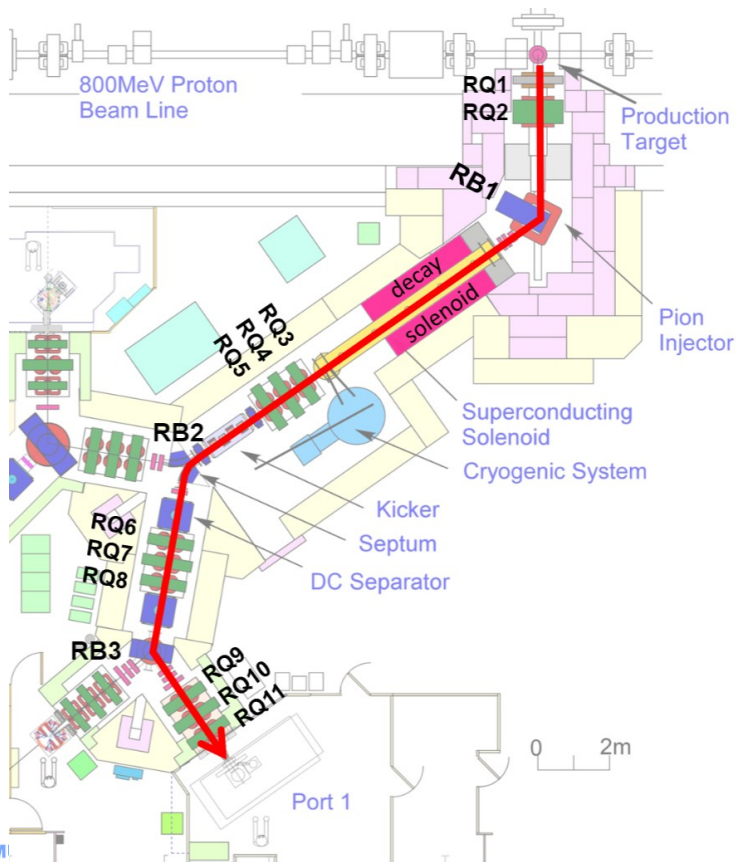 800MeV Proton
Beam Line
RQ1
RQ2
Production
Target
RB1
decay
solenoid
Pion
Injector
RQ3
RQ4
RQ5
Superconducting
Solenoid
RB2
Cryogenic System
Kicker
RQ6
RQ7
RQ8
Septum
DC Separator
RB3
RQ9
RQ10
RQ11
0 2m
Port 1